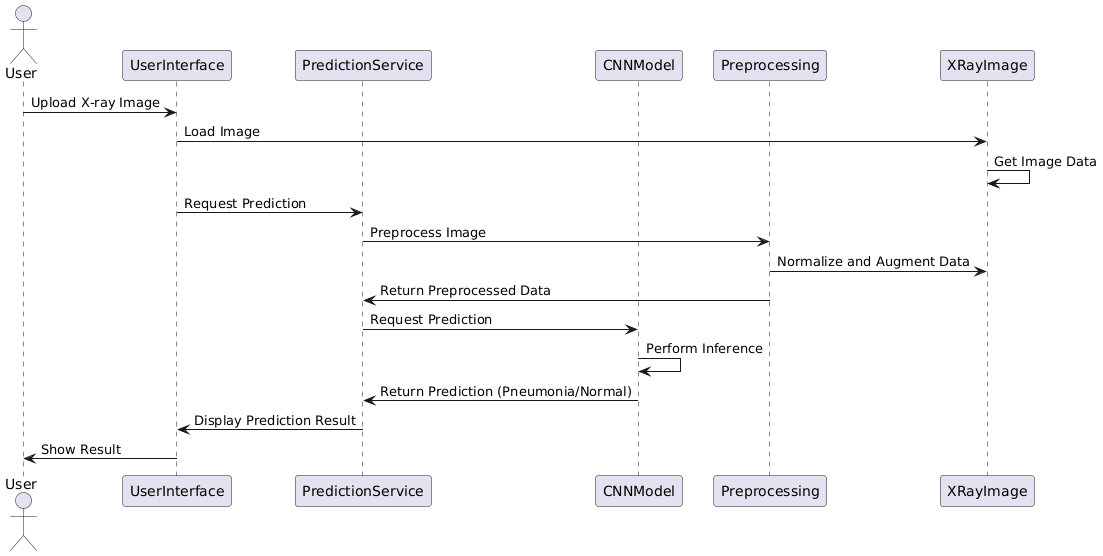 User
UserInterface
PredictionService
CNNModel
Preprocessing
XRayImage
Upload X-ray Image
Load Image
Get Image Data
Request Prediction
Preprocess Image
Normalize and Augment Data
Return Preprocessed Data
Request Prediction
Perform Inference
Return Prediction (Pneumonia/Normal)
Display Prediction Result
Show Result
User
UserInterface
PredictionService
CNNModel
Preprocessing
XRayImage